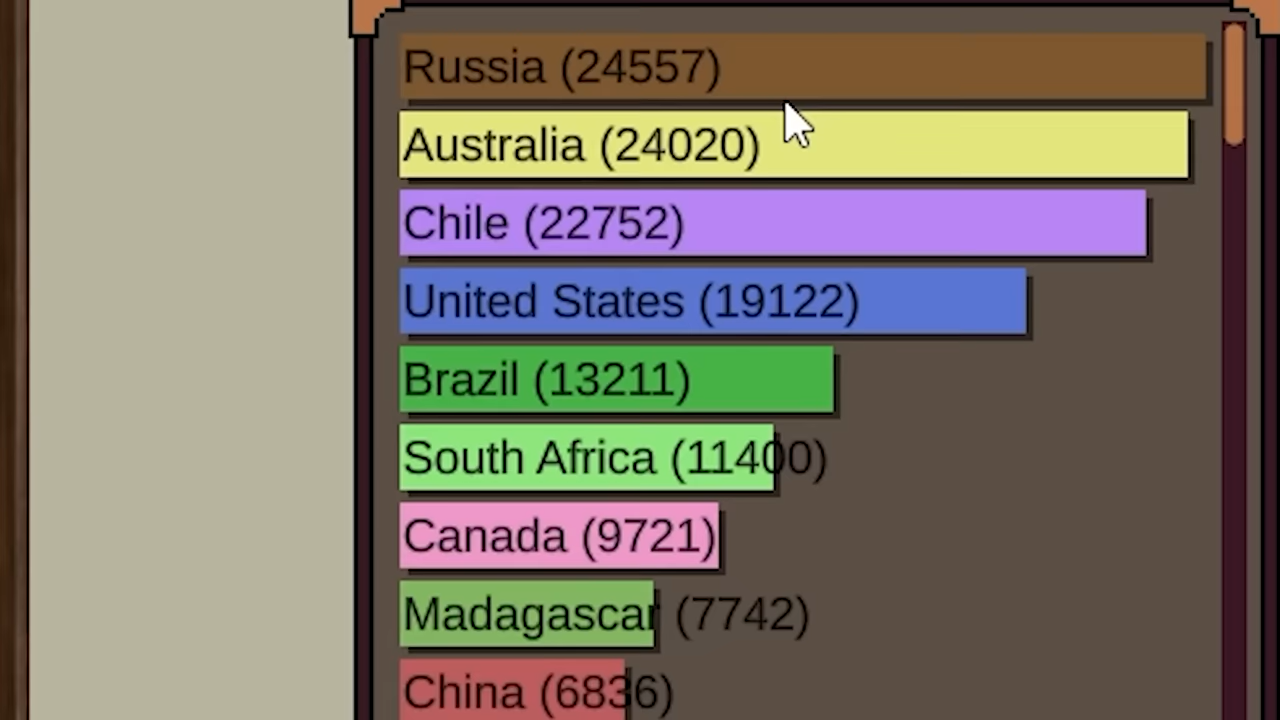 Russia (24557)
Australia (24020)
Chile (22752)
United States (19122)
Brazil (13211)
South Africa (11400)
Canada (9721)
Madagascar (7742)
China (6836)